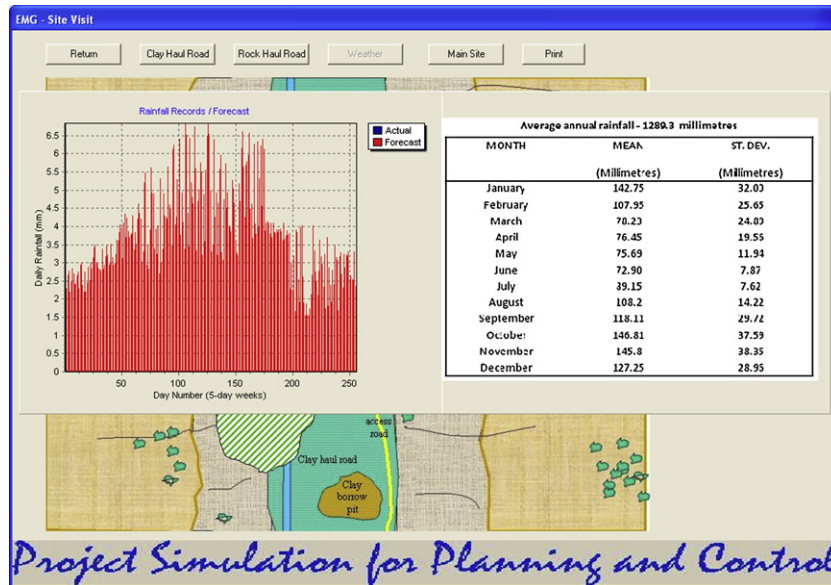 EMG - Site Visit
Return Clay Haul Road Rock Haul Road Weather Main Site Print
Rainfall Records / Forecast
Actual
Forecast
Daily Rainfall (mm)
6.5
6
5.5
5
4.5
4
3.5
3
2.5
2
1.5
1
0.5
0
50 100 150 200 250
Day Number (5-day weeks)
Average annual rainfall - 1289.3 millimetres
MONTH MEAN ST. DEV.
(Millimetres) (Millimetres)
January 142.75
February 107.95 25.65
March 78.23
April 76.45 19.56
May 75.69 11.94
June 72.90 7.87
July 89.15 7.62
August 108.2 14.22
September 118.11 29.72
October 146.81 37.59
November 145.8 38.35
December 127.25 28.95
access
road
Clay haul road
Clay
borrow
pit
Project Simulation for Planning and Control